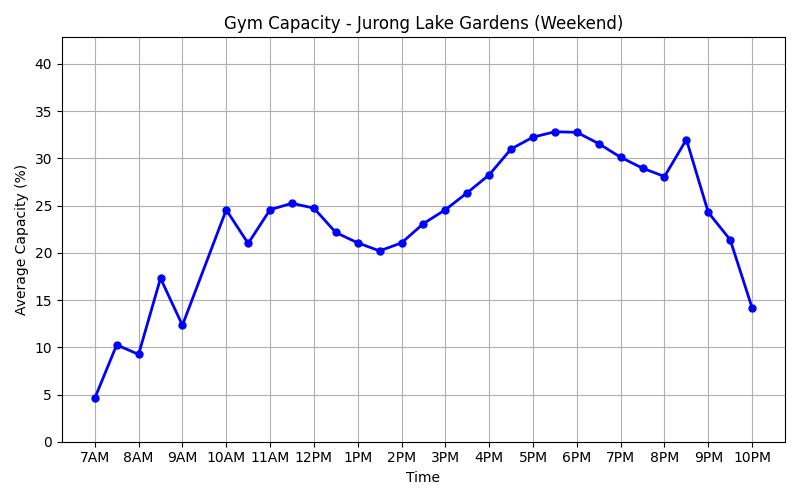 Gym Capacity - Jurong Lake Gardens (Weekend)
Average Capacity (%)
40
35
30
25
20
15
10
5
0
7AM 8AM 9AM 10AM 11AM 12PM 1PM 2PM 3PM 4PM 5PM 6PM 7PM 8PM 9PM 10PM
Time